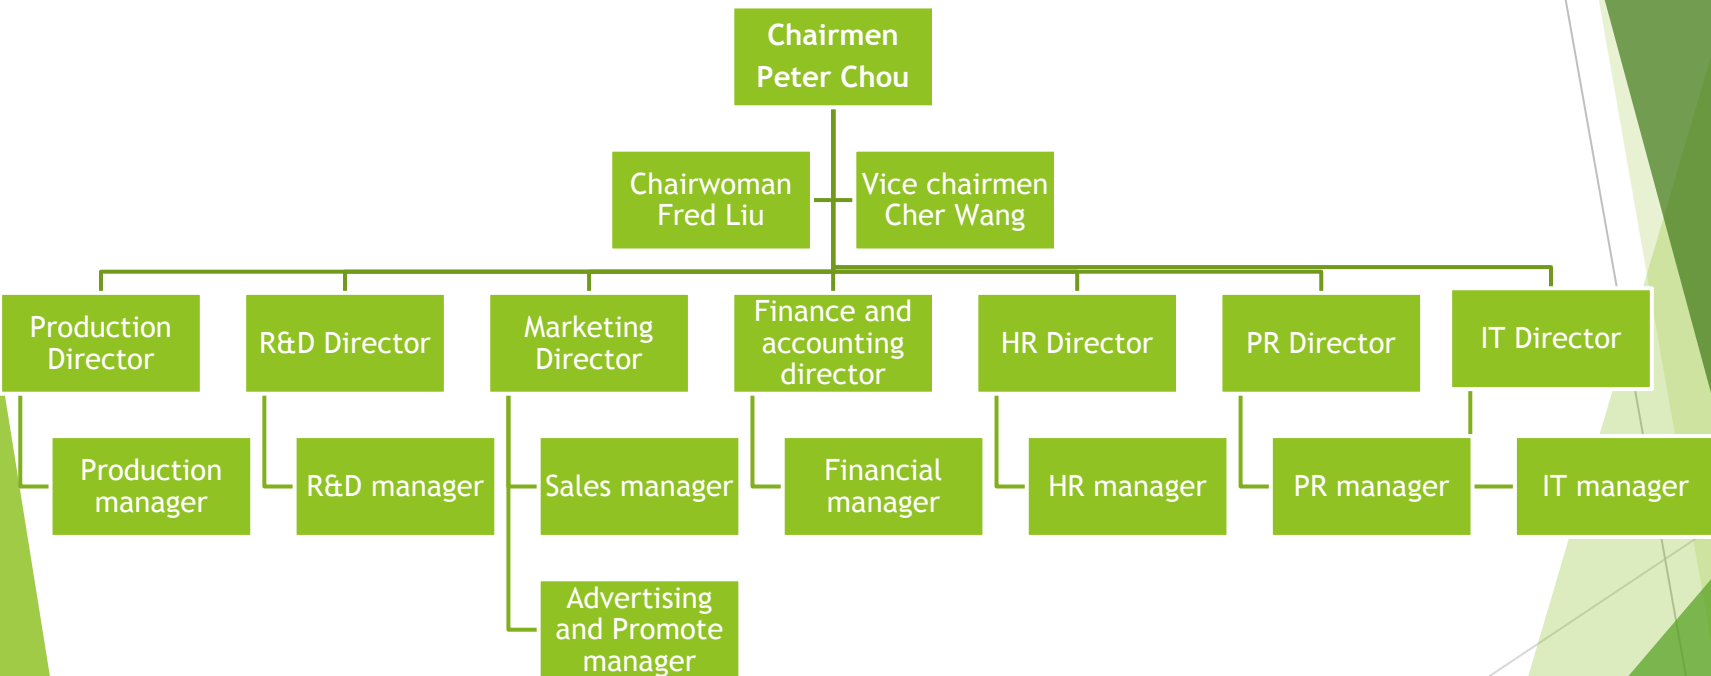 Chairmen
Peter Chou
Chairwoman
Fred Liu
Vice chairmen
Cher Wang
Production
Director
R&D Director
Marketing
Director
Finance and
accounting
director
HR Director
PR Director
IT Director
Production
manager
R&D manager
Sales manager
Financial
manager
HR manager
PR manager
IT manager
Advertising
and Promote
manager